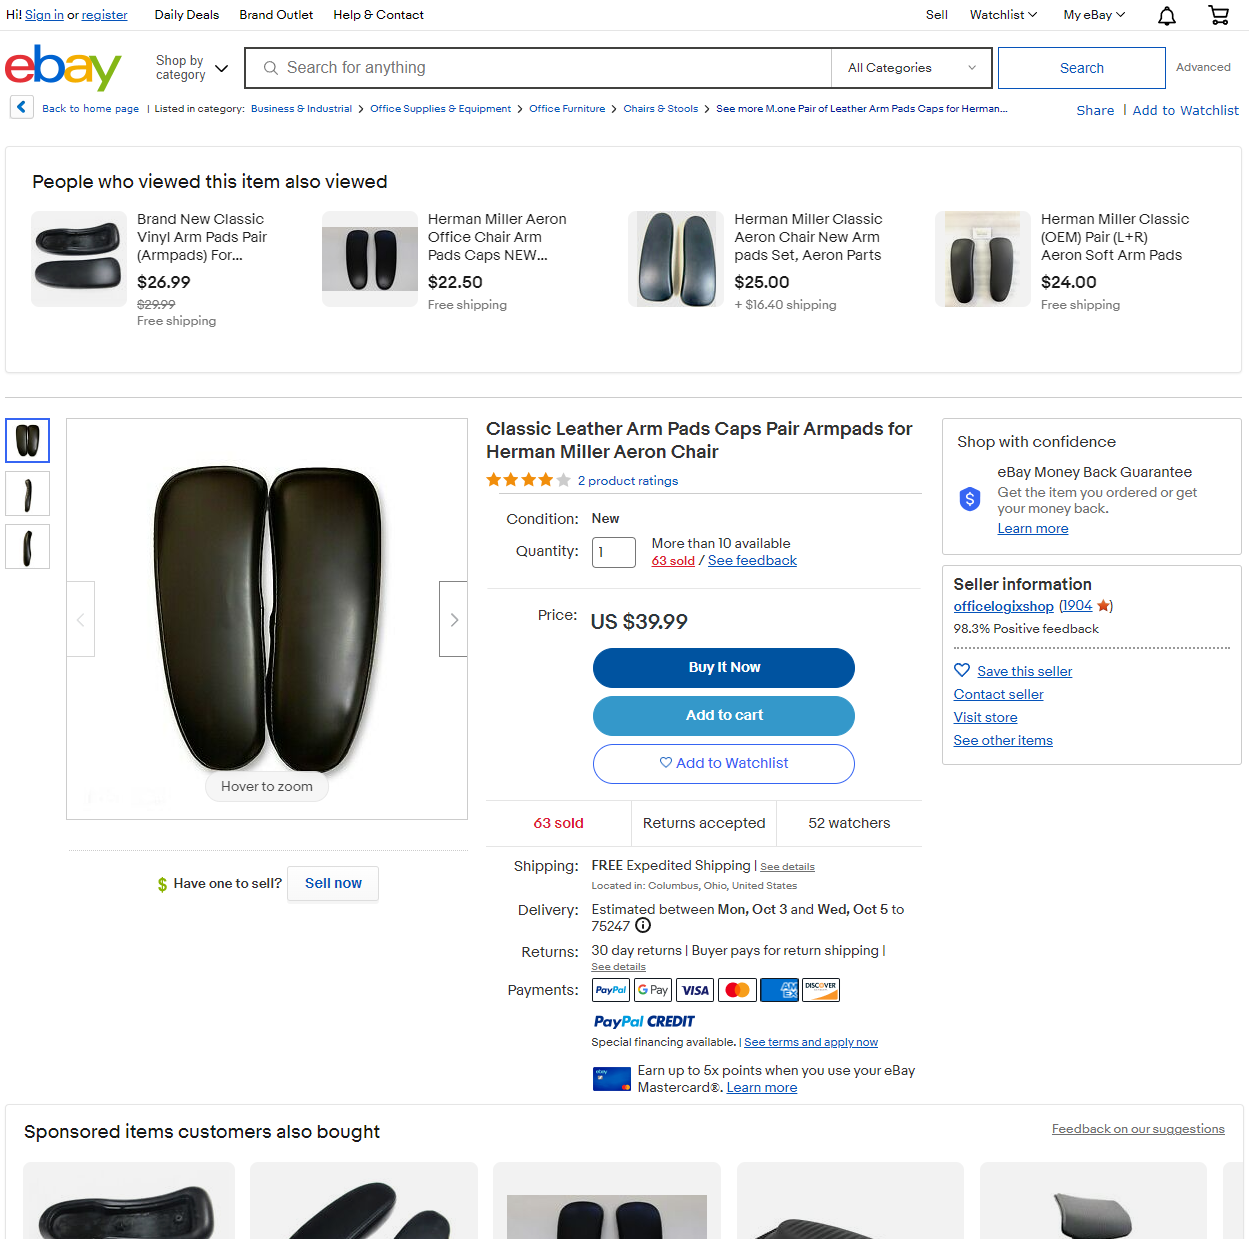 Hi! Sign in or register Daily Deals Brand Outlet Help & Contact Sell Watchlist My eBay
ebay Shop by category Search for anything All Categories Search Advanced
Back to home page | Listed in category: Business & Industrial > Office Supplies & Equipment > Office Furniture > Chairs & Stools > See more M.one Pair of Leather Arm Pads Caps for Herman... Share | Add to Watchlist
People who viewed this item also viewed
Brand New Classic
Vinyl Arm Pads Pair
(Armpads) For...
$26.99
$29.99
Free shipping
Herman Miller Aeron
Office Chair Arm
Pads Caps NEW...
$22.50
Free shipping
Herman Miller Classic
Aeron Chair New Arm
pads Set, Aeron Parts
$25.00
+ $16.40 shipping
Herman Miller Classic
(OEM) Pair (L+R)
Aeron Soft Arm Pads
$24.00
Free shipping
Hover to zoom
$ Have one to sell? Sell now
Classic Leather Arm Pads Caps Pair Armpads for
Herman Miller Aeron Chair
2 product ratings
Condition: New
Quantity: 1 More than 10 available
63 sold / See feedback
Price: US $39.99
Buy It Now
Add to cart
Add to Watchlist
63 sold Returns accepted 52 watchers
Shipping: FREE Expedited Shipping | See details
Located in: Columbus, Ohio, United States
Delivery: Estimated between Mon, Oct 3 and Wed, Oct 5 to
75247
Returns: 30 day returns | Buyer pays for return shipping |
See details
Payments: PayPal G Pay VISA AMEX DISCOVER
PayPal CREDIT
Special financing available. | See terms and apply now
ebay Earn up to 5x points when you use your eBay
Mastercard®. Learn more
Shop with confidence
eBay Money Back Guarantee
$ Get the item you ordered or get
your money back.
Learn more
Seller information
officelogixshop (1904)
98.3% Positive feedback
Save this seller
Contact seller
Visit store
See other items
Sponsored items customers also bought Feedback on our suggestions